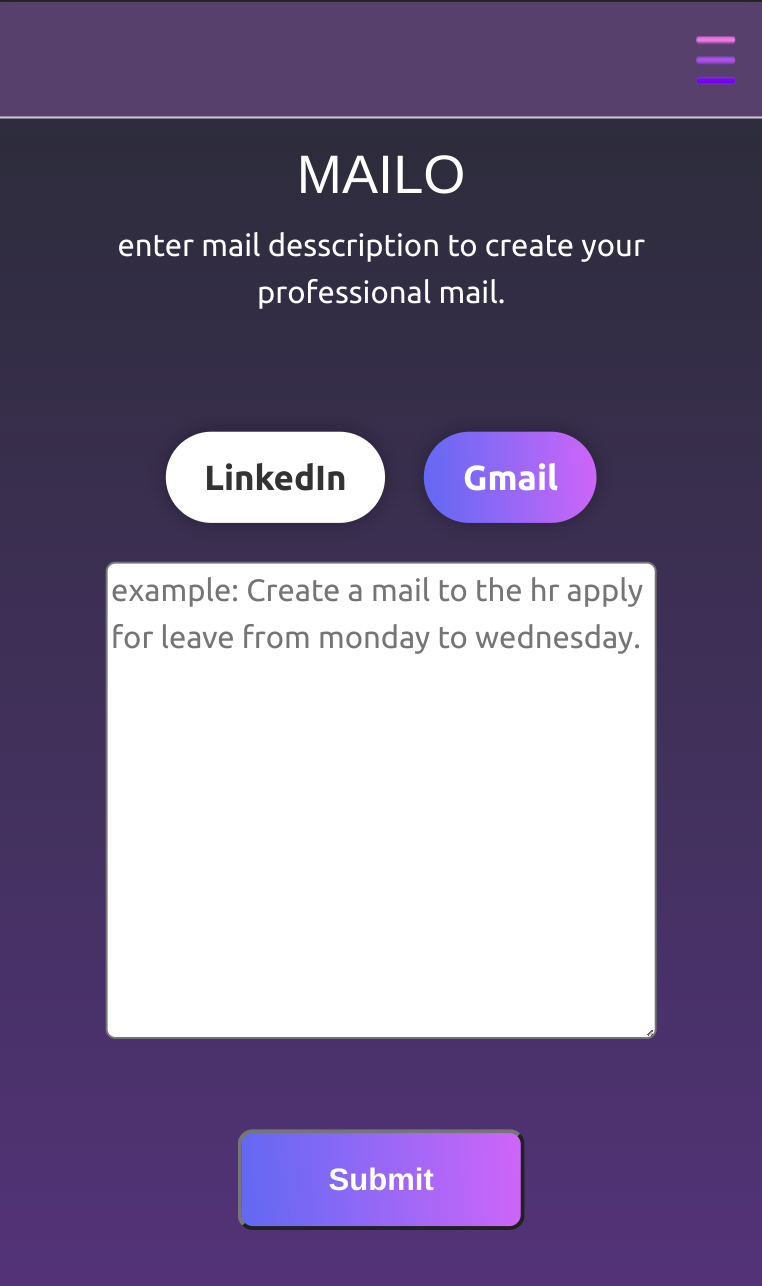 MAILO
enter mail desscription to create your
professional mail.
LinkedIn
Gmail
example: Create a mail to the hr apply
for leave from monday to wednesday.
Submit